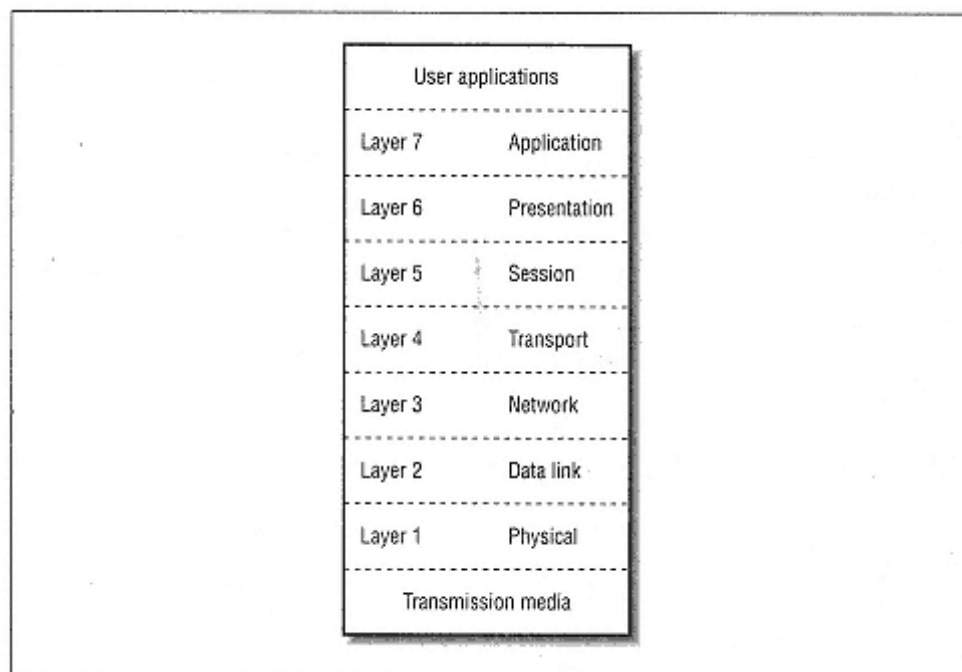 User applications
Layer 7 Application
Layer 6 Presentation
Layer 5 Session
Layer 4 Transport
Layer 3 Network
Layer 2 Data link
Layer 1 Physical
Transmission media